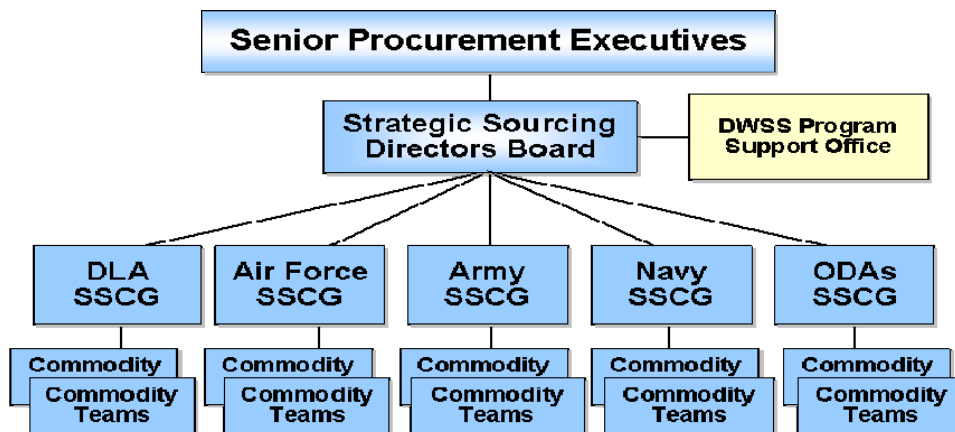 Senior Procurement Executives
Strategic Sourcing
Directors Board
DWSS Program
Support Office
DLA
SSCG
Air Force
SSCG
Army
SSCG
Navy
SSCG
ODAs
SSCG
Commodity
Commodity
Teams
Commodity
Commodity
Teams
Commodity
Commodity
Teams
Commodity
Commodity
Teams
Commodity
Commodity
Teams